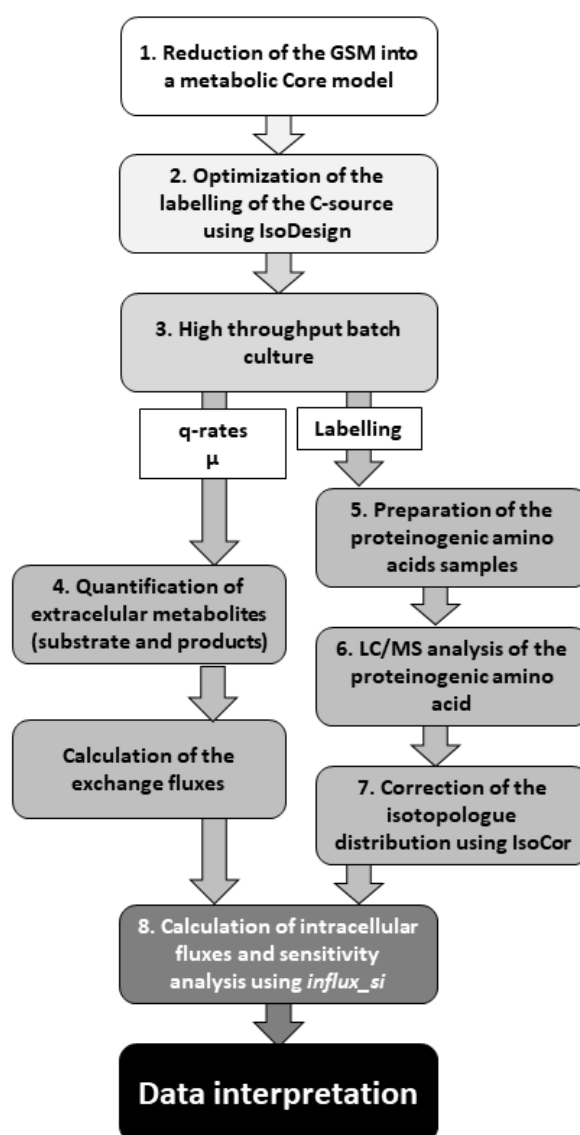 1. Reduction of the GSM into
a metabolic Core model
2. Optimization of the
labelling of the C-source
using IsoDesign
3. High throughput batch
culture
q-rates
μ
Labelling
4. Quantification of
extracelular metabolites
(substrate and products)
Calculation of the
exchange fluxes
5. Preparation of the
proteinogenic amino
acids samples
6. LC/MS analysis of the
proteinogenic amino
acid
7. Correction of the
isotopologue
distribution using IsoCor
8. Calculation of intracellular
fluxes and sensitivity
analysis using influx_si
Data interpretation